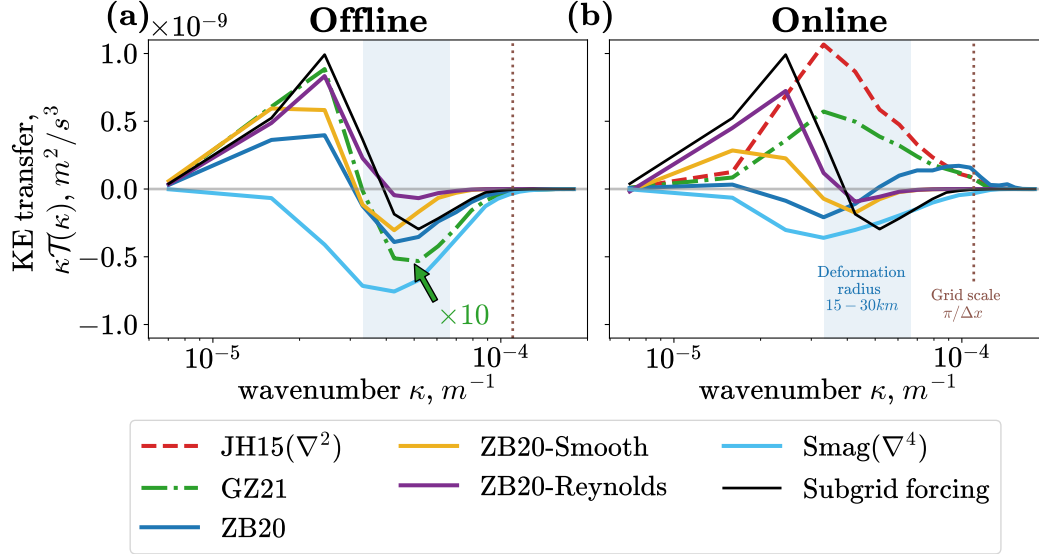 (a) ×10⁻⁹ Offline (b) Online
KE transfer,
κ𝒯(κ), m²/s³
1.0
0.5
0.0
−0.5
−1.0
×10
Deformation
radius
15 − 30km
Grid scale
π/Δx
10⁻⁵ 10⁻⁴ 10⁻⁵ 10⁻⁴
wavenumber κ, m⁻¹ wavenumber κ, m⁻¹
JH15(∇²) ZB20-Smooth Smag(∇⁴)
GZ21 ZB20-Reynolds Subgrid forcing
ZB20